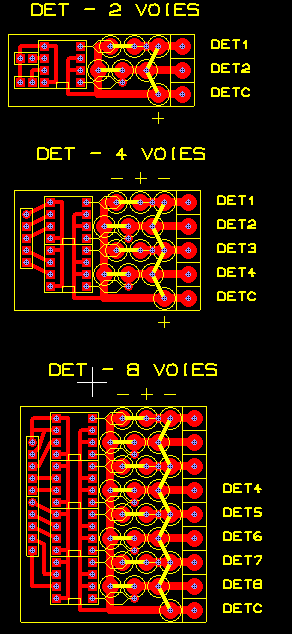 DET - 2 VOIES
DET1
DET2
DETC
+
DET - 4 VOIES
- + -
DET1
DET2
DET3
DET4
DETC
+
DET - 8 VOIES
- + -
DET4
DET5
DET6
DET7
DET8
DETC